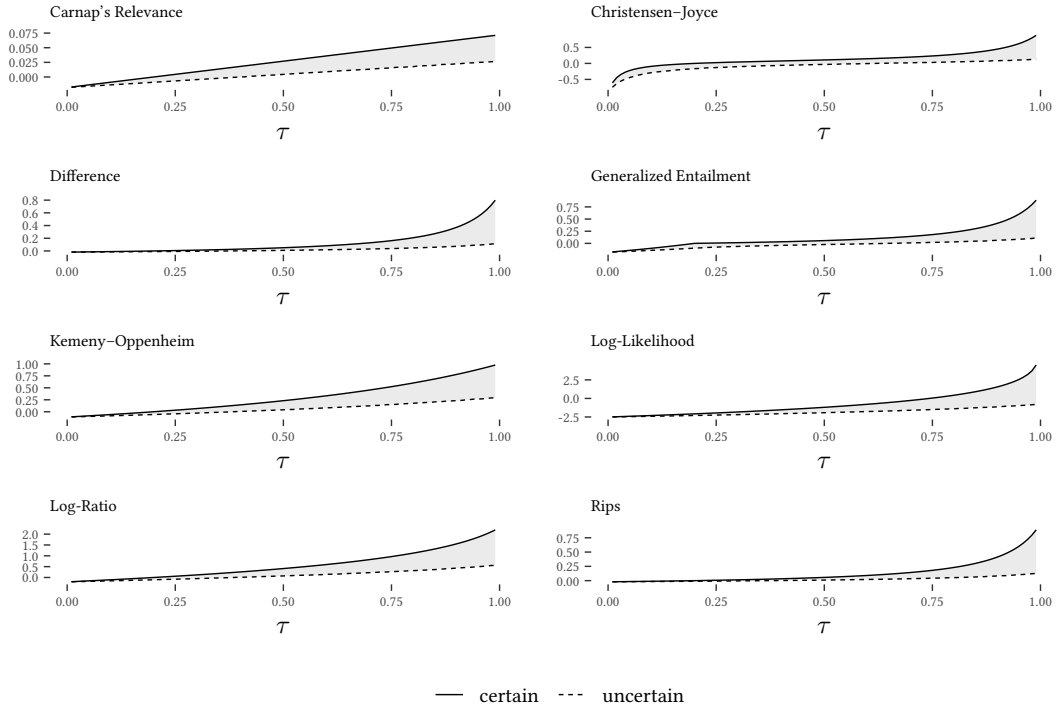 Carnap's Relevance
0.075
0.050
0.025
0.000
0.00 0.25 0.50 0.75 1.00
τ
Christensen–Joyce
0.5
0.0
-0.5
0.00 0.25 0.50 0.75 1.00
τ
Difference
0.8
0.6
0.4
0.2
0.0
0.00 0.25 0.50 0.75 1.00
τ
Generalized Entailment
0.75
0.50
0.25
0.00
0.00 0.25 0.50 0.75 1.00
τ
Kemeny–Oppenheim
1.00
0.75
0.50
0.25
0.00
0.00 0.25 0.50 0.75 1.00
τ
Log-Likelihood
2.5
0.0
-2.5
0.00 0.25 0.50 0.75 1.00
τ
Log-Ratio
2.0
1.5
1.0
0.5
0.0
0.00 0.25 0.50 0.75 1.00
τ
Rips
0.75
0.50
0.25
0.00
0.00 0.25 0.50 0.75 1.00
τ
certain uncertain